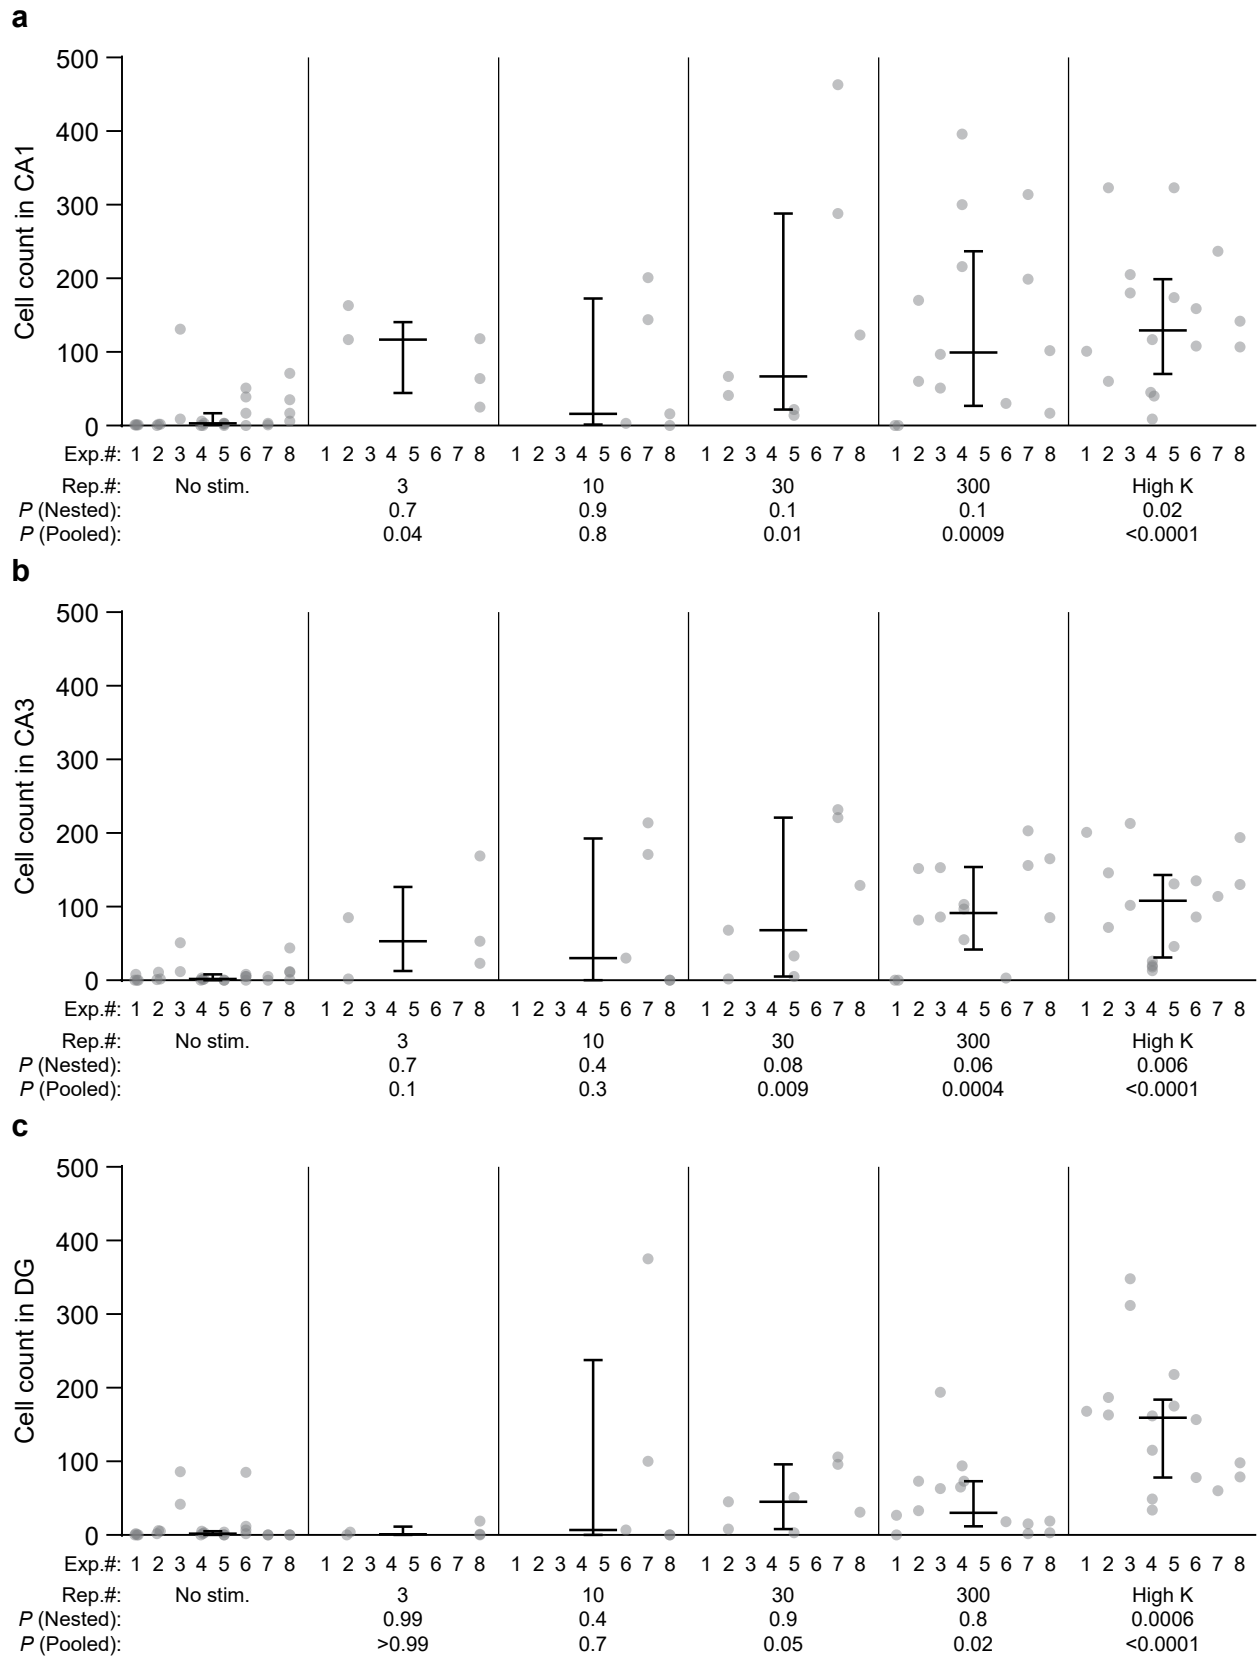 a
500
400
300
200
100
0
Cell count in CA1
Exp.#: 1 2 3 4 5 6 7 8 1 2 3 4 5 6 7 8 1 2 3 4 5 6 7 8 1 2 3 4 5 6 7 8 1 2 3 4 5 6 7 8 1 2 3 4 5 6 7 8
Rep.#: No stim. 3 10 30 300 High K
P (Nested): 0.7 0.9 0.1 0.1 0.02
P (Pooled): 0.04 0.8 0.01 0.0009 <0.0001
b
500
400
300
200
100
0
Cell count in CA3
Exp.#: 1 2 3 4 5 6 7 8 1 2 3 4 5 6 7 8 1 2 3 4 5 6 7 8 1 2 3 4 5 6 7 8 1 2 3 4 5 6 7 8 1 2 3 4 5 6 7 8
Rep.#: No stim. 3 10 30 300 High K
P (Nested): 0.7 0.4 0.08 0.06 0.006
P (Pooled): 0.1 0.3 0.009 0.0004 <0.0001
c
500
400
300
200
100
0
Cell count in DG
Exp.#: 1 2 3 4 5 6 7 8 1 2 3 4 5 6 7 8 1 2 3 4 5 6 7 8 1 2 3 4 5 6 7 8 1 2 3 4 5 6 7 8 1 2 3 4 5 6 7 8
Rep.#: No stim. 3 10 30 300 High K
P (Nested): 0.99 0.4 0.9 0.8 0.0006
P (Pooled): >0.99 0.7 0.05 0.02 <0.0001